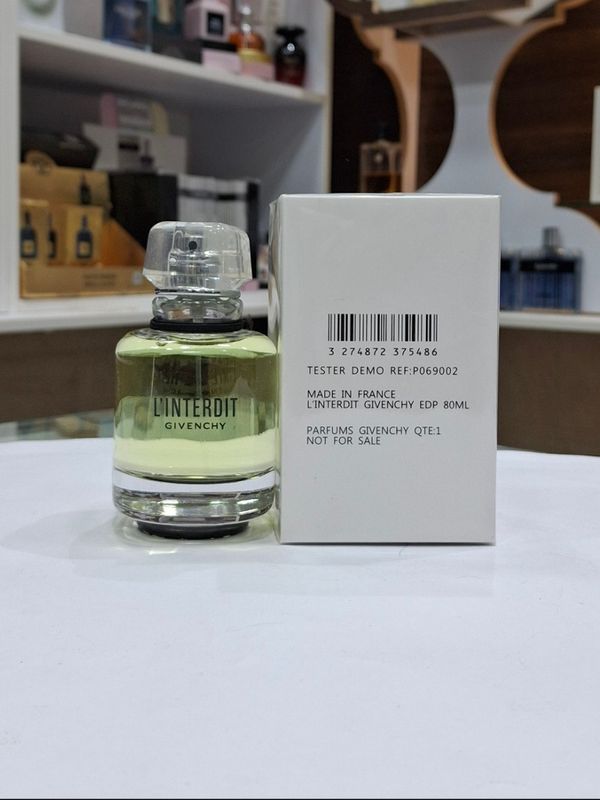 L'INTERDIT
GIVENCHY
3 274872 375486
TESTER DEMO REF:P069002
MADE IN FRANCE
L'INTERDIT GIVENCHY EDP 80ML
PARFUMS GIVENCHY QTE:1
NOT FOR SALE